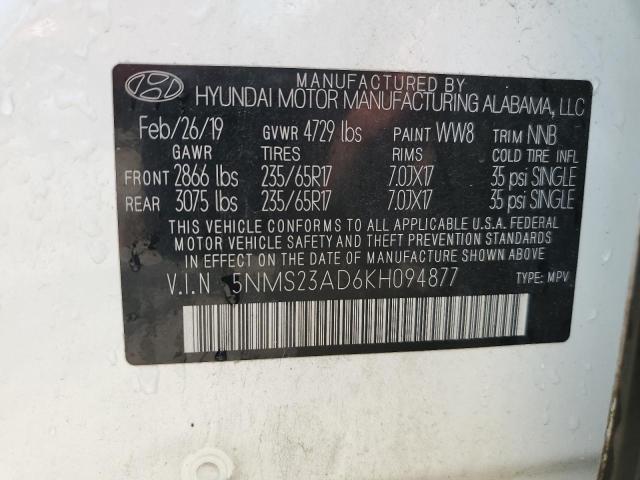 MANUFACTURED BY
HYUNDAI MOTOR MANUFACTURING ALABAMA, LLC
Feb/26/19 GVWR 4729 lbs PAINT WW8 TRIM NNB
GAWR TIRES RIMS COLD TIRE INFL
FRONT 2866 lbs 235/65R17 7.0JX17 35 psi SINGLE
REAR 3075 lbs 235/65R17 7.0JX17 35 psi SINGLE
THIS VEHICLE CONFORMS TO ALL APPLICABLE U.S.A. FEDERAL
MOTOR VEHICLE SAFETY AND THEFT PREVENTION STANDARDS
IN EFFECT ON THE DATE OF MANUFACTURE SHOWN ABOVE.
V.I.N 5NMS23AD6KH094877 TYPE: MPV